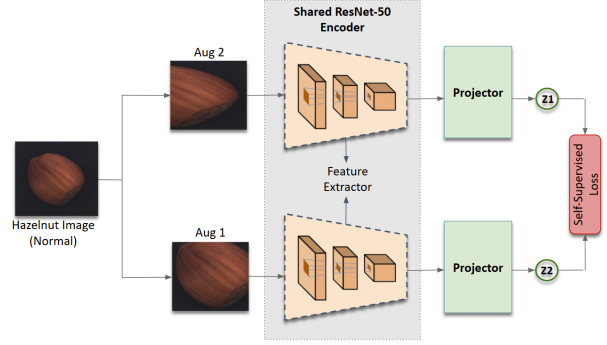 Shared ResNet-50
Encoder
Aug 2
Projector
Z1
Feature
Extractor
Self-Supervised
Loss
Hazelnut Image
(Normal)
Aug 1
Projector
Z2